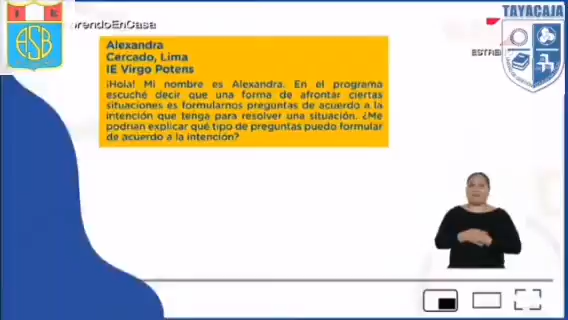 I E
ASB
rendoEnCasa
TAYACAJA
ESTRE
Alexandra
Cercado, Lima
IE Virgo Potens
¡Hola! Mi nombre es Alexandra. En el programa
escuché decir que una forma de afrontar ciertas
situaciones es formularnos preguntas de acuerdo a la
intención que tenga para resolver una situación. ¿Me
podrían explicar qué tipo de preguntas puedo formular
de acuerdo a la intención?